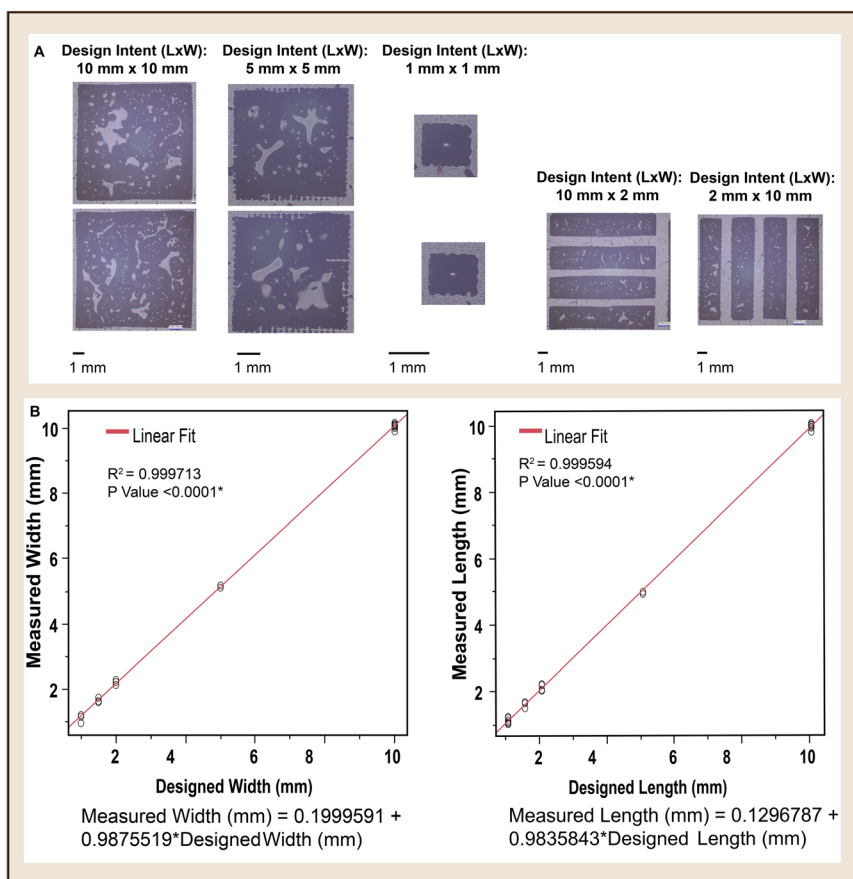 A
Design Intent (LxW):
10 mm x 10 mm
Design Intent (LxW):
5 mm x 5 mm
Design Intent (LxW):
1 mm x 1 mm
Design Intent (LxW):
10 mm x 2 mm
Design Intent (LxW):
2 mm x 10 mm
1 mm
1 mm
1 mm
1 mm
1 mm
B
Measured Width (mm)
10
8
6
4
2
Linear Fit
R² = 0.999713
P Value <0.0001*
2
4
6
8
10
Designed Width (mm)
Measured Width (mm) = 0.1999591 +
0.9875519*Designed Width (mm)
Measured Length (mm)
10
8
6
4
2
Linear Fit
R² = 0.999594
P Value <0.0001*
2
4
6
8
10
Designed Length (mm)
Measured Length (mm) = 0.1296787 +
0.9835843*Designed Length (mm)